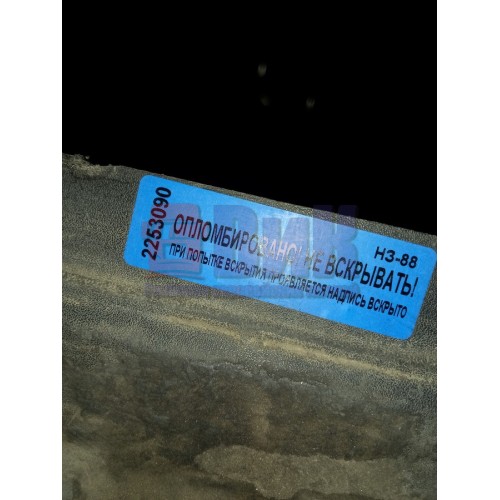 2253090
НЗ-88
ОПЛОМБИРОВАНО! НЕ ВСКРЫВАТЬ!
ПРИ ПОПЫТКЕ ВСКРЫТИЯ ПРОЯВЛЯЕТСЯ НАДПИСЬ ВСКРЫТО